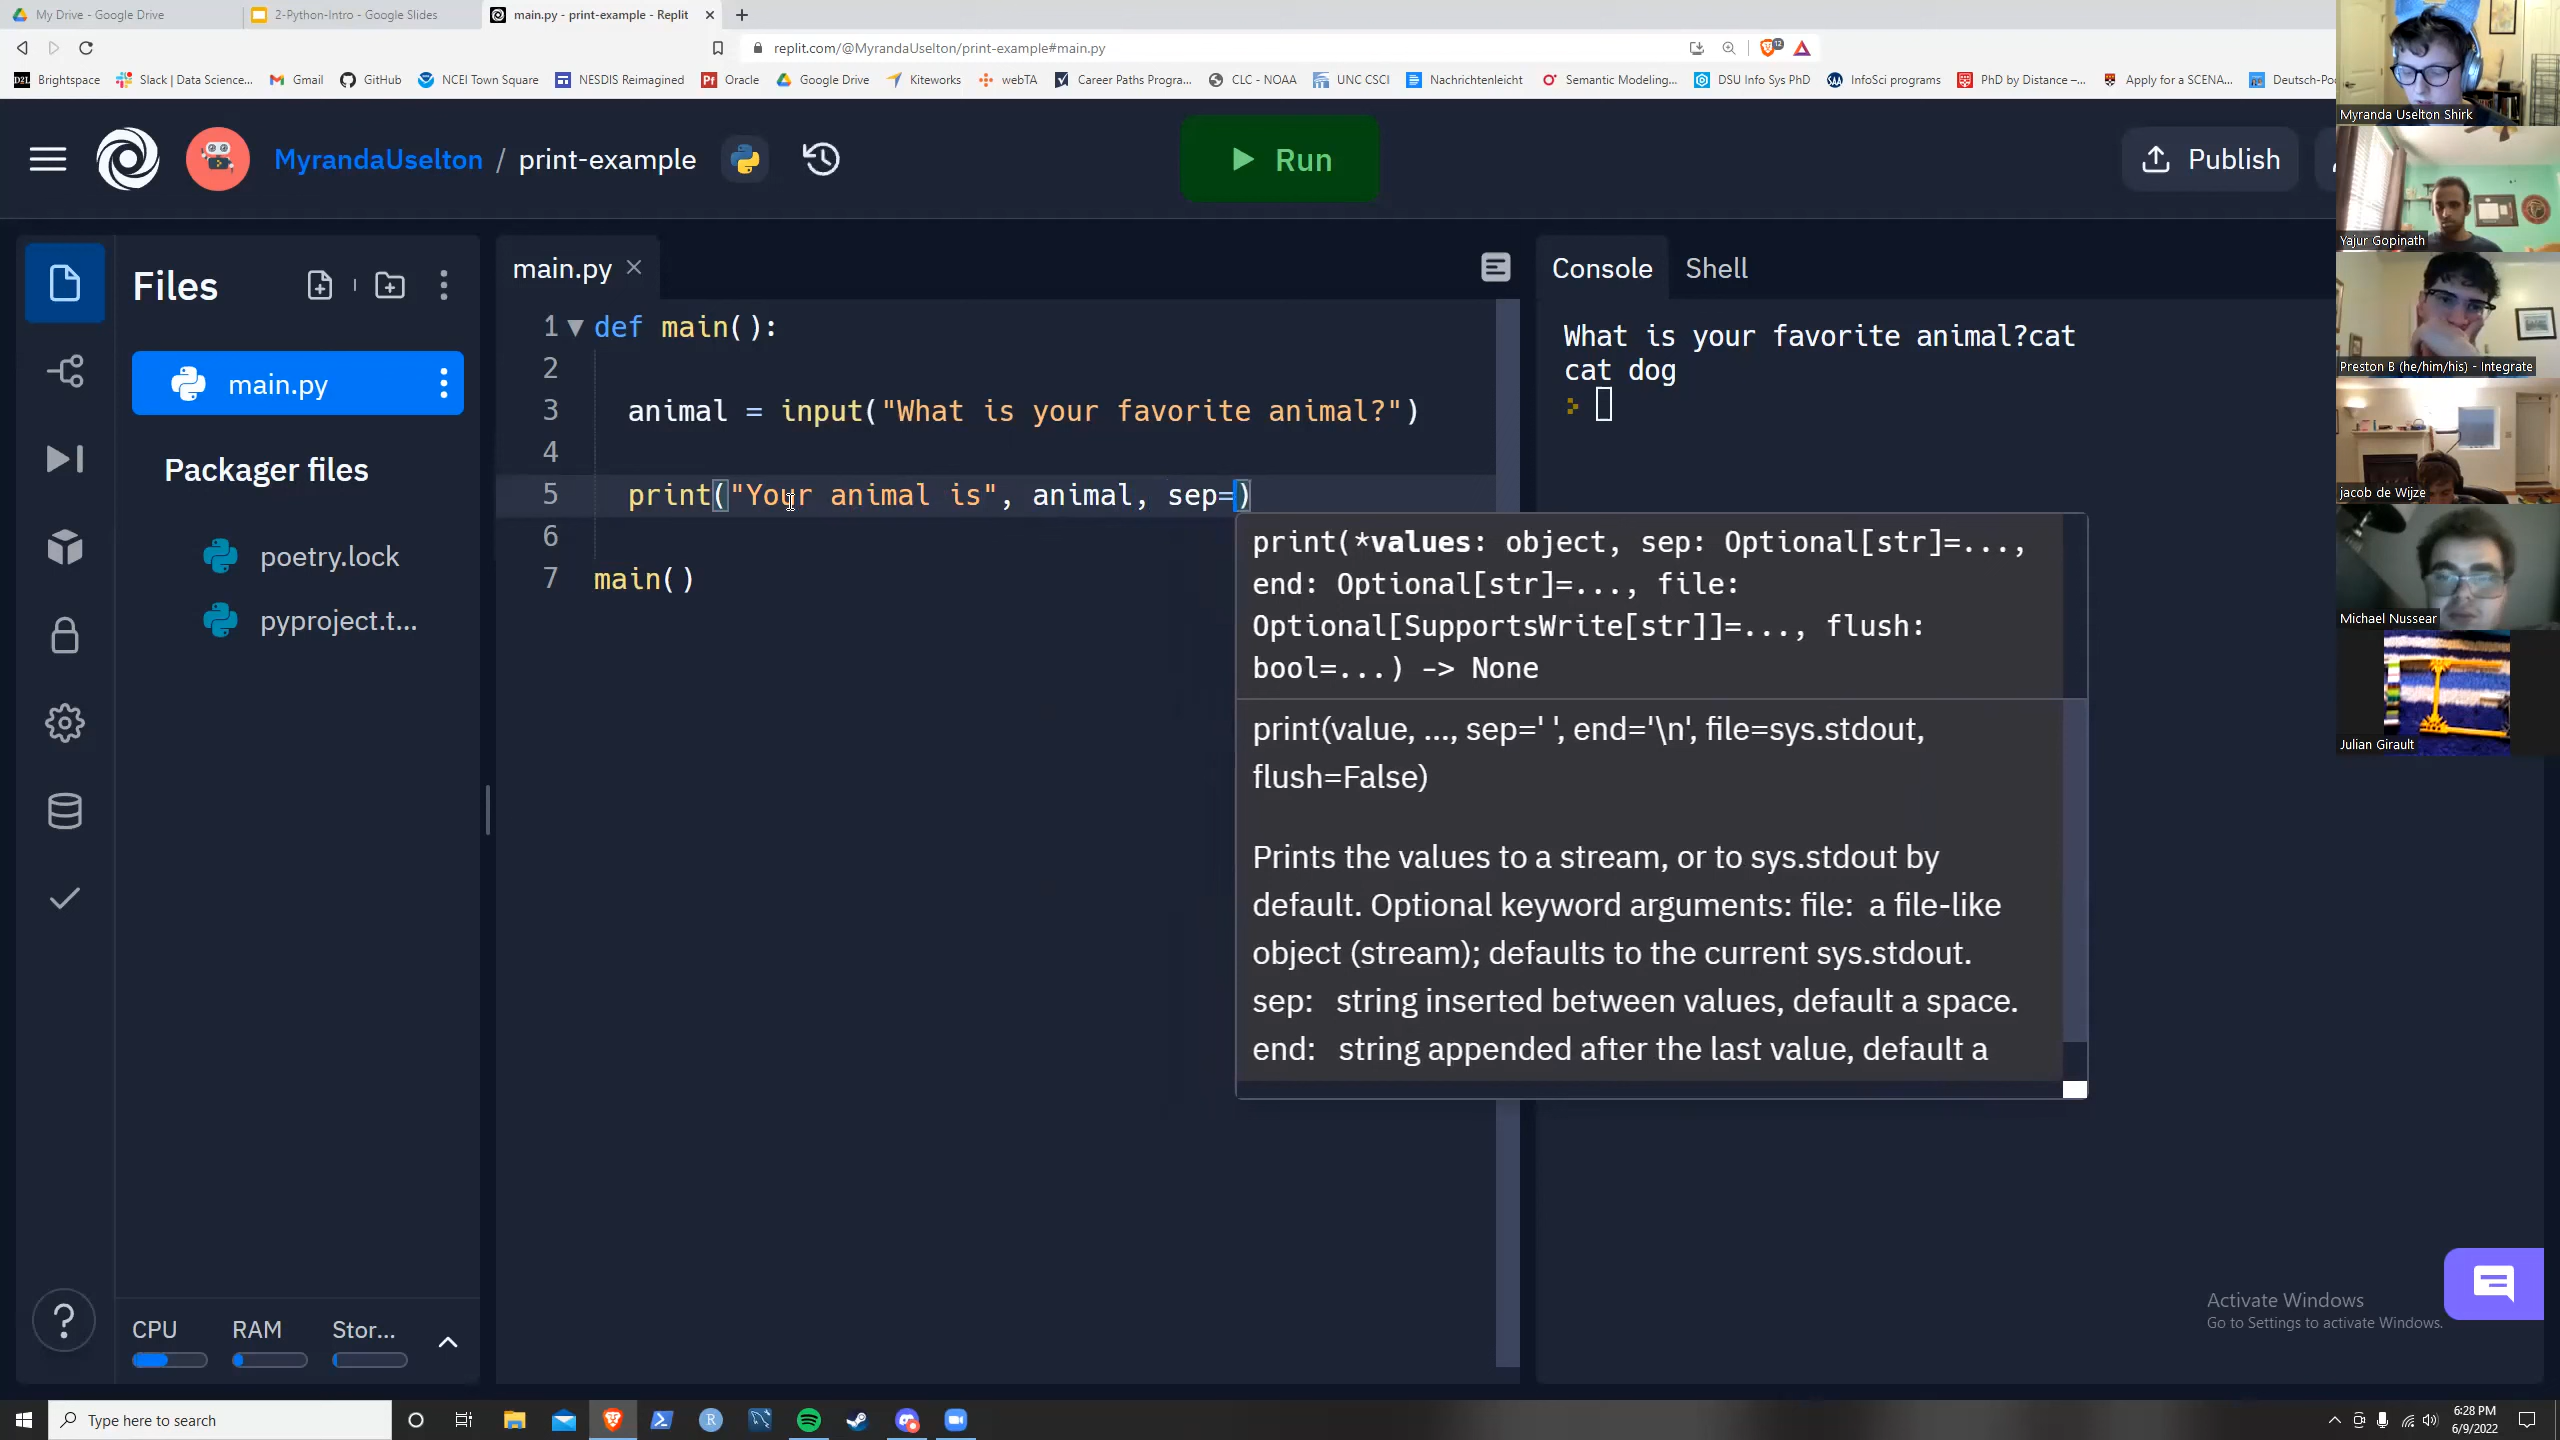 My Drive - Google Drive
2-Python-Intro - Google Slides
main.py - print-example - Replit
replit.com/@MyrandaUselton/print-example#main.py
12
D2L Brightspace
Slack | Data Science...
Gmail
GitHub
NCEI Town Square
NESDIS Reimagined
Pf Oracle
Google Drive
Kiteworks
webTA
Career Paths Progra...
CLC - NOAA
UNC CSCI
Nachrichtenleicht
Semantic Modeling...
DSU Info Sys PhD
InfoSci programs
PhD by Distance –...
Apply for a SCENA...
Deutsch-Po
MyrandaUselton / print-example
Run
Publish
Files
main.py
Packager files
poetry.lock
pyproject.t...
CPU
RAM
Stor...
main.py
1 def main():
2
3 animal = input("What is your favorite animal?")
4
5 print("Your animal is", animal, sep=)
6
7 main()
print(*values: object, sep: Optional[str]=...,
end: Optional[str]=..., file:
Optional[SupportsWrite[str]]=..., flush:
bool=...) -> None
print(value, ..., sep=' ', end='\n', file=sys.stdout,
flush=False)
Prints the values to a stream, or to sys.stdout by
default. Optional keyword arguments: file: a file-like
object (stream); defaults to the current sys.stdout.
sep: string inserted between values, default a space.
end: string appended after the last value, default a
Console
Shell
What is your favorite animal?cat
cat dog
Myranda Uselton Shirk
Yajur Gopinath
Preston B (he/him/his) - Integrate
jacob de Wijze
Michael Nussear
Julian Girault
Activate Windows
Go to Settings to activate Windows.
Type here to search
6:28 PM
6/9/2022